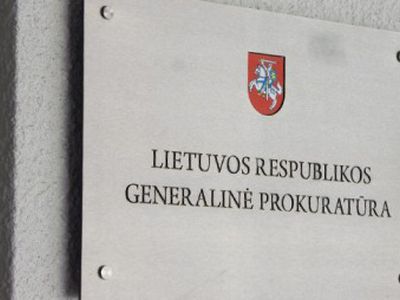 LIETUVOS RESPUBLIKOS
GENERALINĖ PROKURATŪRA